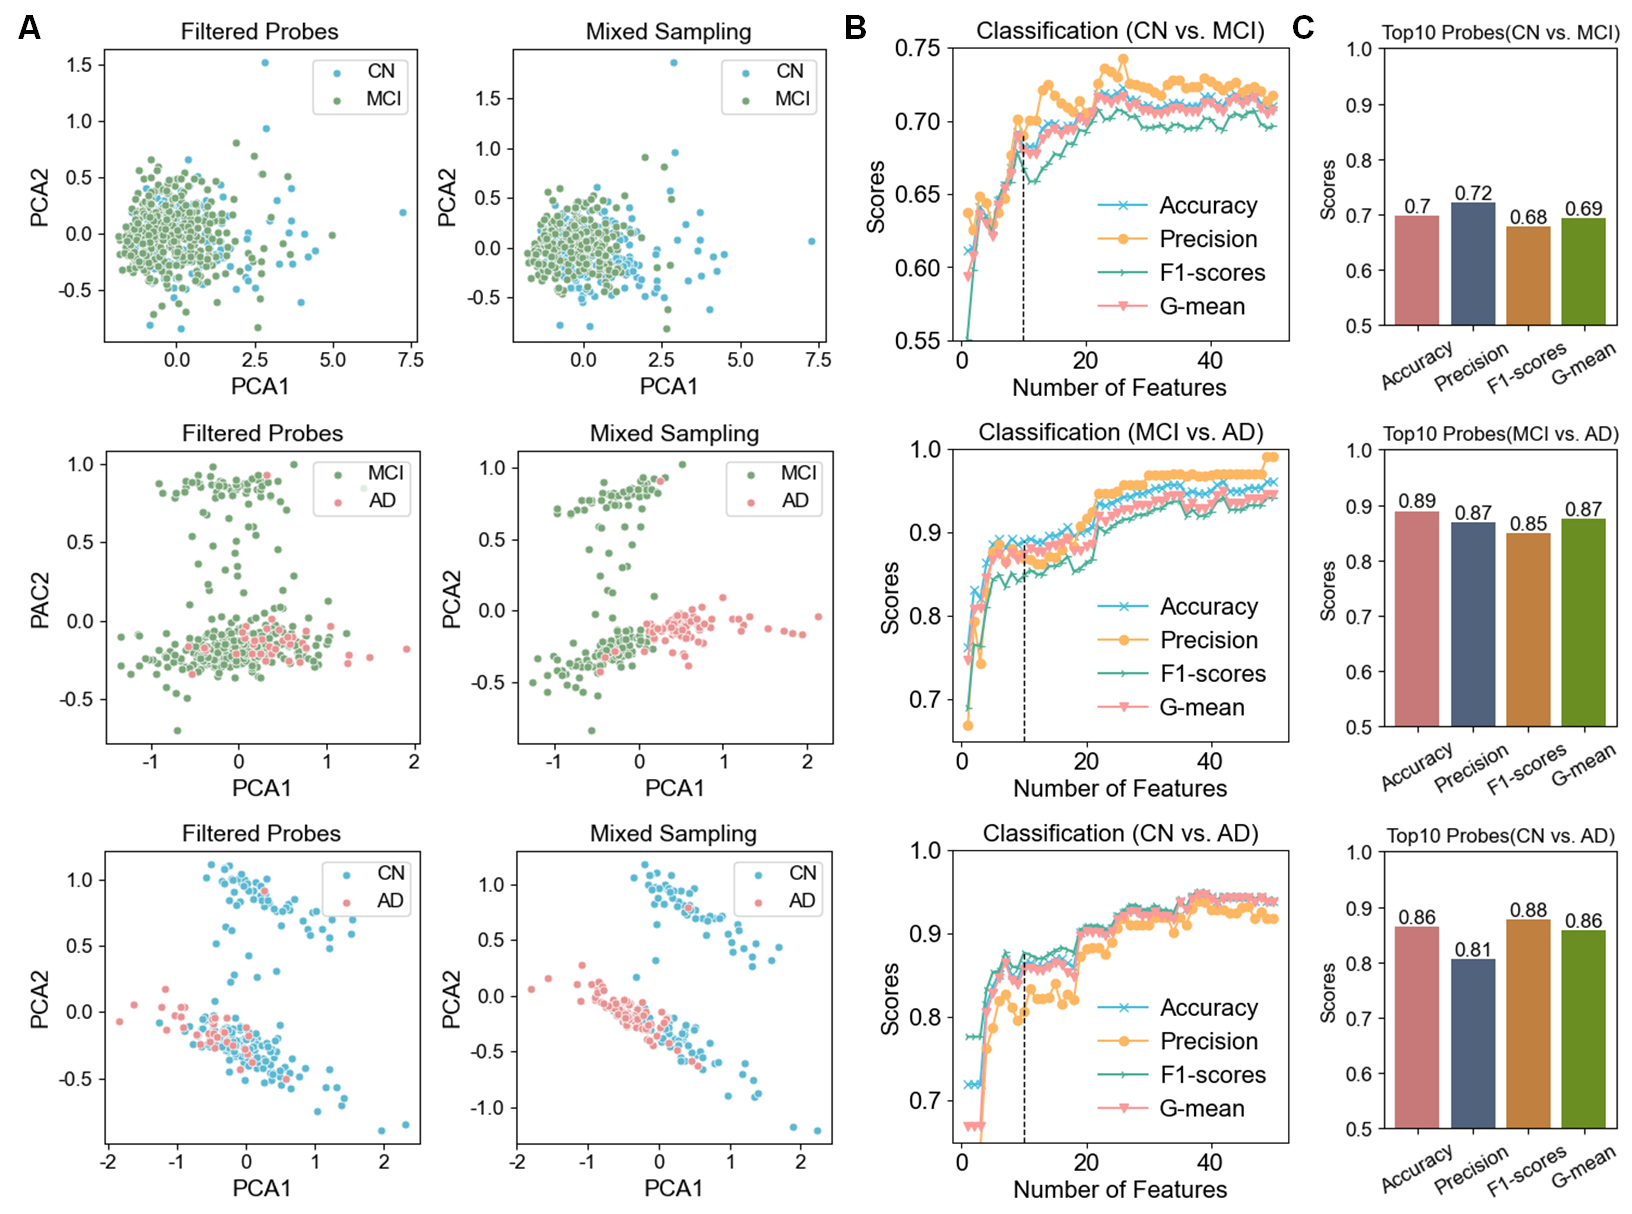 A
Filtered Probes
CN
MCI
PCA2
1.5
1.0
0.5
0.0
-0.5
0.0
2.5
5.0
7.5
PCA1
Mixed Sampling
CN
MCI
PCA2
1.5
1.0
0.5
0.0
-0.5
0.0
2.5
5.0
7.5
PCA1
B
Classification (CN vs. MCI)
Scores
0.75
0.70
0.65
0.60
0.55
Accuracy
Precision
F1-scores
G-mean
0
20
40
Number of Features
C
Top10 Probes(CN vs. MCI)
Scores
1.0
0.9
0.8
0.7
0.6
0.5
0.7
0.72
0.68
0.69
Accuracy
Precision
F1-scores
G-mean
Filtered Probes
MCI
AD
PAC2
1.0
0.5
0.0
-0.5
-1
0
1
2
PCA1
Mixed Sampling
MCI
AD
PCA2
1.0
0.5
0.0
-0.5
-1
0
1
2
PCA1
Classification (MCI vs. AD)
Scores
1.0
0.9
0.8
0.7
Accuracy
Precision
F1-scores
G-mean
0
20
40
Number of Features
Top10 Probes(MCI vs. AD)
Scores
1.0
0.9
0.8
0.7
0.6
0.5
0.89
0.87
0.85
0.87
Accuracy
Precision
F1-scores
G-mean
Filtered Probes
CN
AD
PCA2
1.0
0.5
0.0
-0.5
-2
-1
0
1
2
PCA1
Mixed Sampling
CN
AD
PCA2
1.0
0.5
0.0
-0.5
-1.0
-2
-1
0
1
2
PCA1
Classification (CN vs. AD)
Scores
1.0
0.9
0.8
0.7
Accuracy
Precision
F1-scores
G-mean
0
20
40
Number of Features
Top10 Probes(CN vs. AD)
Scores
1.0
0.9
0.8
0.7
0.6
0.5
0.86
0.81
0.88
0.86
Accuracy
Precision
F1-scores
G-mean